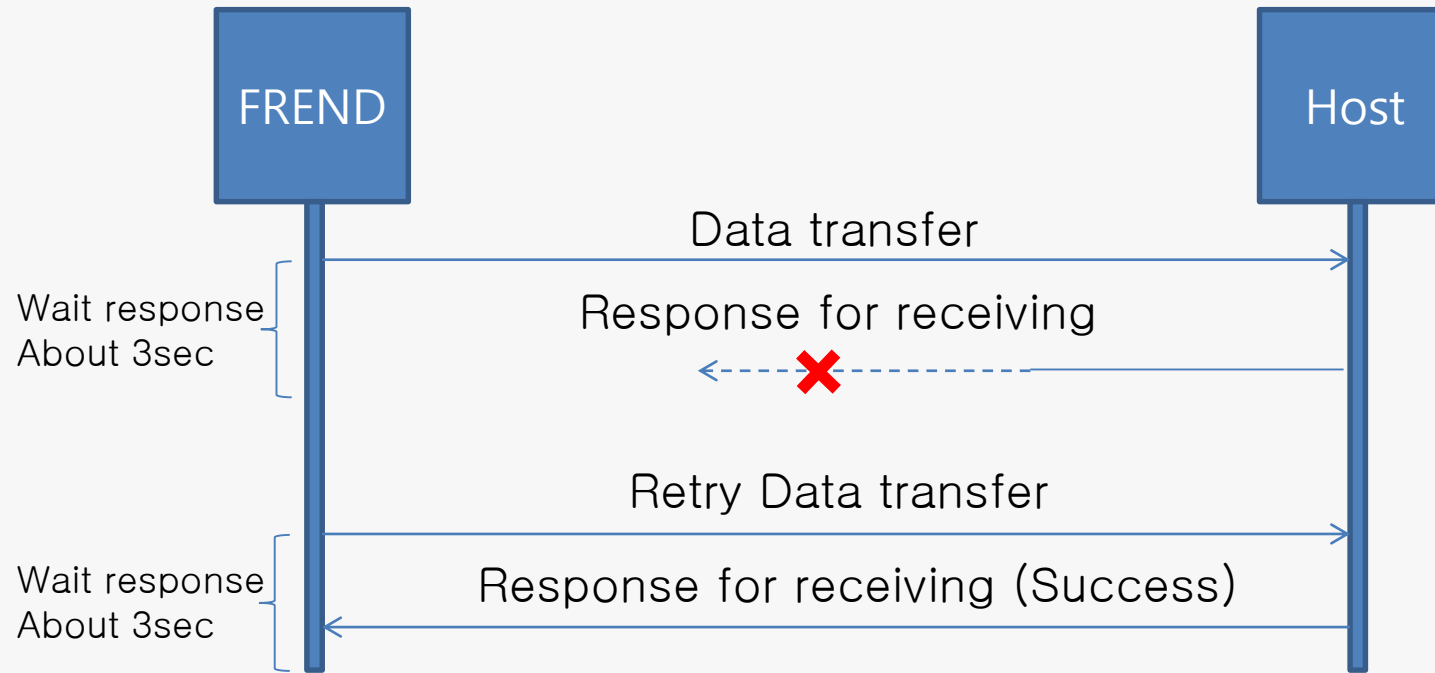 FREND
Host
Data transfer
Wait response
About 3sec
Response for receiving
Retry Data transfer
Wait response
About 3sec
Response for receiving (Success)